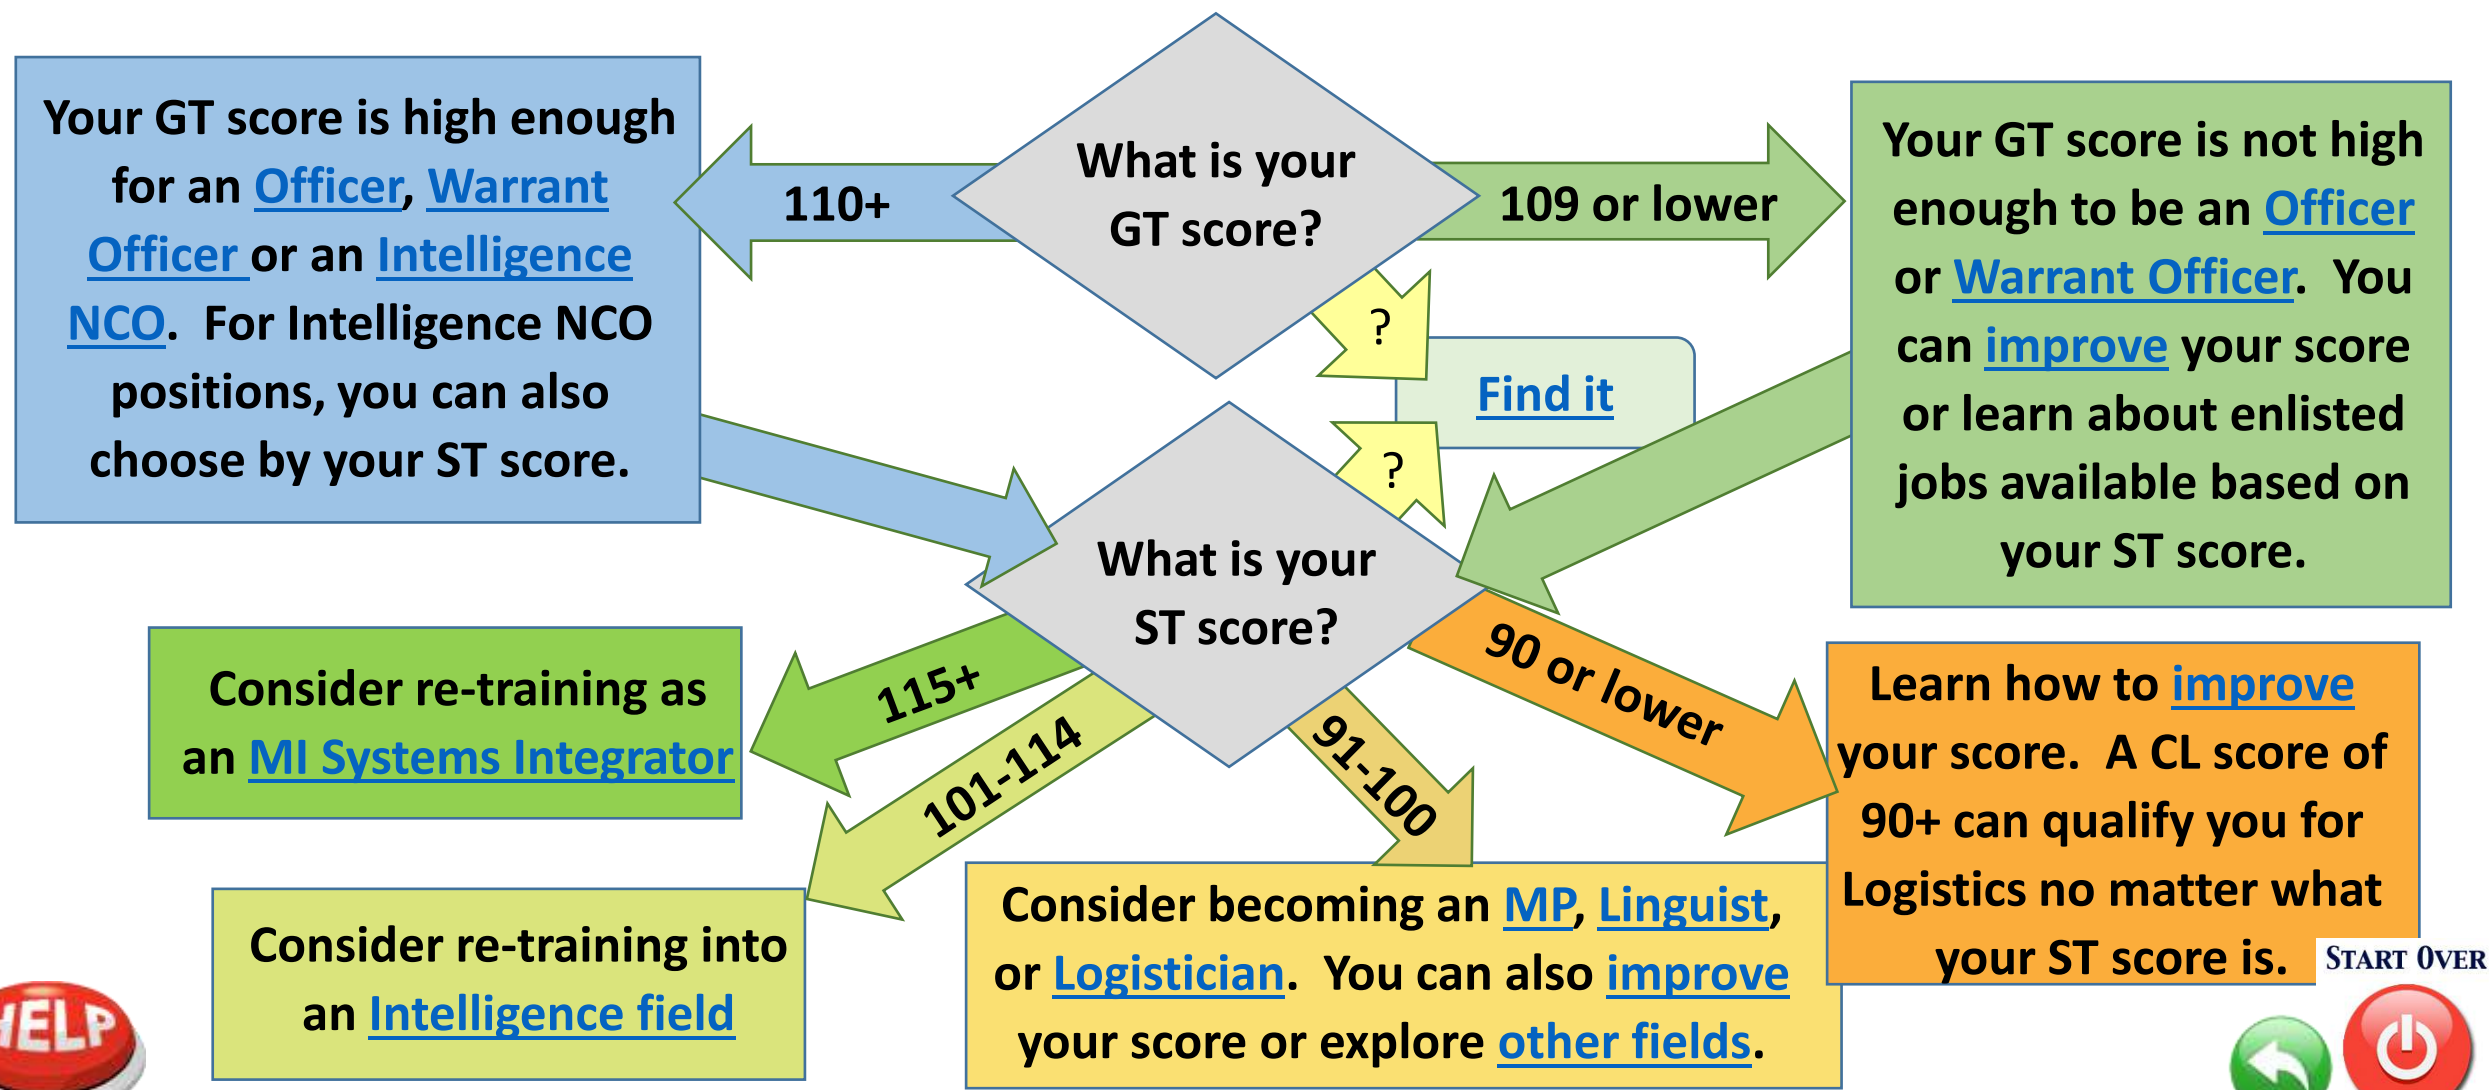 Your GT score is high enough
for an Officer, Warrant
Officer or an Intelligence
NCO. For Intelligence NCO
positions, you can also
choose by your ST score.
110+
What is your
GT score?
109 or lower
Your GT score is not high
enough to be an Officer
or Warrant Officer. You
can improve your score
or learn about enlisted
jobs available based on
your ST score.
?
Find it
?
What is your
ST score?
115+
101-114
91-100
90 or lower
Consider re-training as
an MI Systems Integrator
Consider re-training into
an Intelligence field
Consider becoming an MP, Linguist,
or Logistician. You can also improve
your score or explore other fields.
Learn how to improve
your score. A CL score of
90+ can qualify you for
Logistics no matter what
your ST score is.
HELP
START OVER